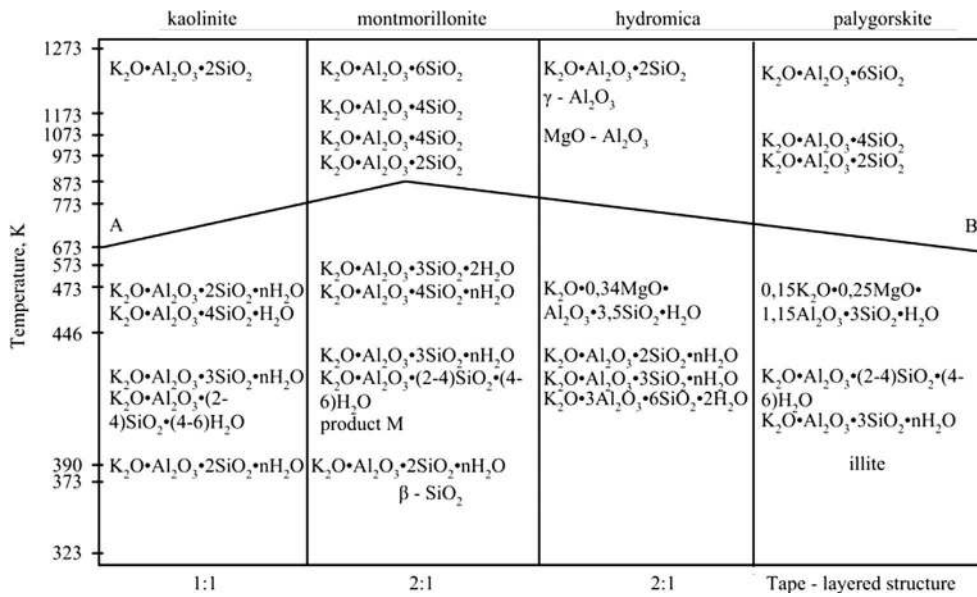 kaolinite montmorillonite hydromica palygorskite
Temperature, K
1273
1173
1073
973
873
773
673
573
473
446
390
373
323
A
B
K₂O•Al₂O₃•2SiO₂
K₂O•Al₂O₃•2SiO₂•nH₂O
K₂O•Al₂O₃•4SiO₂•H₂O
K₂O•Al₂O₃•3SiO₂•nH₂O
K₂O•Al₂O₃•(2-
4)SiO₂•(4-6)H₂O
K₂O•Al₂O₃•2SiO₂•nH₂O
K₂O•Al₂O₃•6SiO₂
K₂O•Al₂O₃•4SiO₂
K₂O•Al₂O₃•4SiO₂
K₂O•Al₂O₃•2SiO₂
K₂O•Al₂O₃•3SiO₂•2H₂O
K₂O•Al₂O₃•4SiO₂•nH₂O
K₂O•Al₂O₃•3SiO₂•nH₂O
K₂O•Al₂O₃•(2-4)SiO₂•(4-
6)H₂O
product M
K₂O•Al₂O₃•2SiO₂•nH₂O
β - SiO₂
K₂O•Al₂O₃•2SiO₂
γ - Al₂O₃
MgO - Al₂O₃
K₂O•0,34MgO•
Al₂O₃•3,5SiO₂•H₂O
K₂O•Al₂O₃•2SiO₂•nH₂O
K₂O•Al₂O₃•3SiO₂•nH₂O
K₂O•3Al₂O₃•6SiO₂•2H₂O
K₂O•Al₂O₃•6SiO₂
K₂O•Al₂O₃•4SiO₂
K₂O•Al₂O₃•2SiO₂
0,15K₂O•0,25MgO•
1,15Al₂O₃•3SiO₂•H₂O
K₂O•Al₂O₃•(2-4)SiO₂•(4-
6)H₂O
K₂O•Al₂O₃•3SiO₂•nH₂O
illite
1:1 2:1 2:1 Tape - layered structure